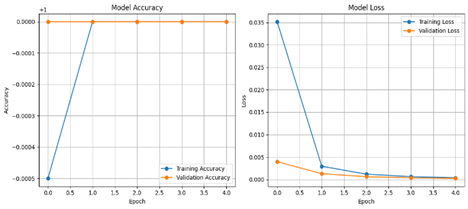 Model Accuracy
+1
0.0000
−0.0001
−0.0002
−0.0003
−0.0004
−0.0005
Accuracy
0.0 0.5 1.0 1.5 2.0 2.5 3.0 3.5 4.0
Epoch
Training Accuracy
Validation Accuracy
Model Loss
0.035
0.030
0.025
0.020
0.015
0.010
0.005
0.000
Loss
0.0 0.5 1.0 1.5 2.0 2.5 3.0 3.5 4.0
Epoch
Training Loss
Validation Loss